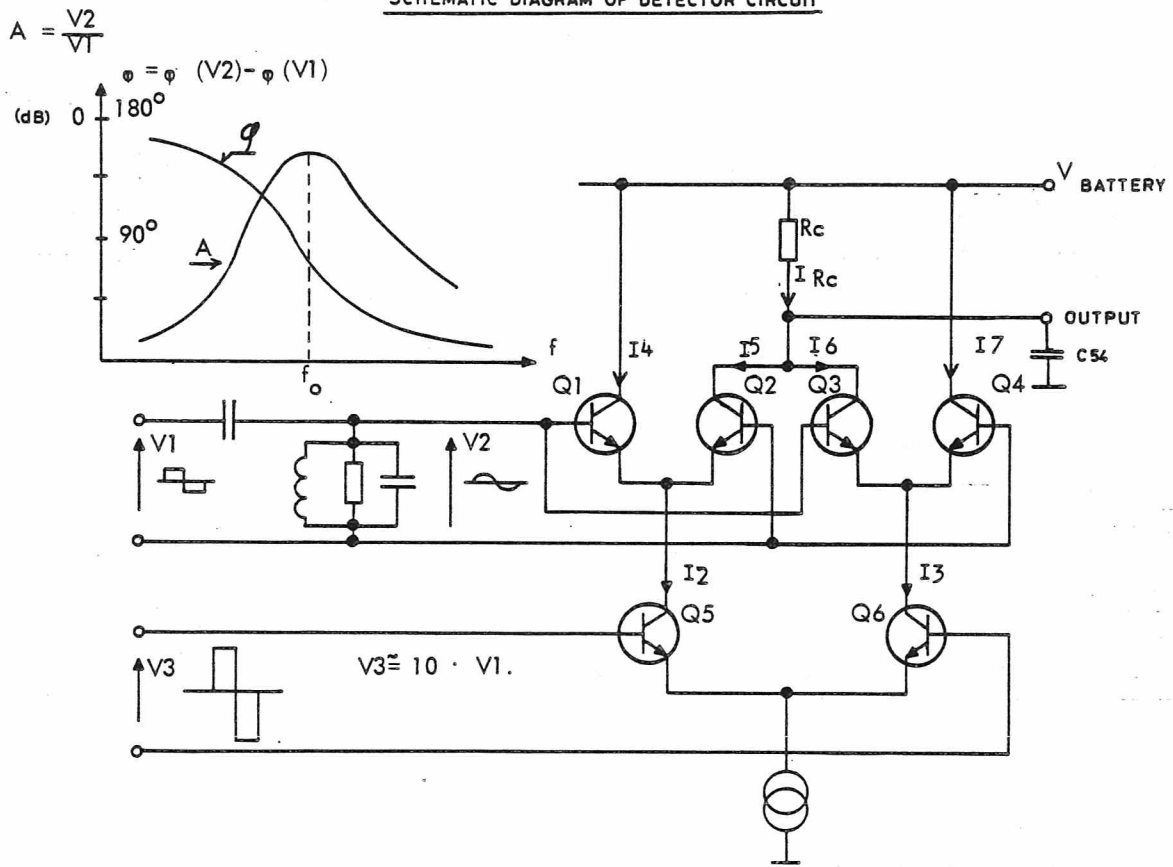 SCHEMATIC DIAGRAM OF DETECTOR CIRCUIT
A = V2
V1
φ = φ (V2) - φ (V1)
(dB) 0 180°
φ
90°
A
f
fo
V BATTERY
Rc
I Rc
OUTPUT
C54
I4
I5
I6
I7
Q1
Q2
Q3
Q4
V1
V2
I2
I3
Q5
Q6
V3
V3 ≅ 10 · V1.